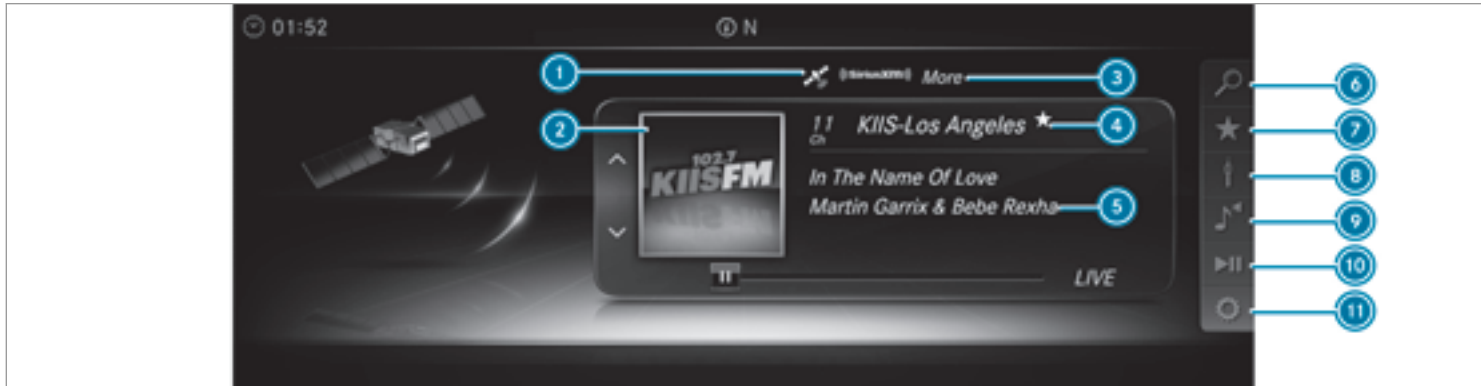 01:52
N
1
((SiriusXM))
More
3
6
2
11
Ch
KIIS-Los Angeles
4
7
102.7
KIISFM
In The Name Of Love
8
Martin Garrix & Bebe Rexha
5
9
LIVE
10
11